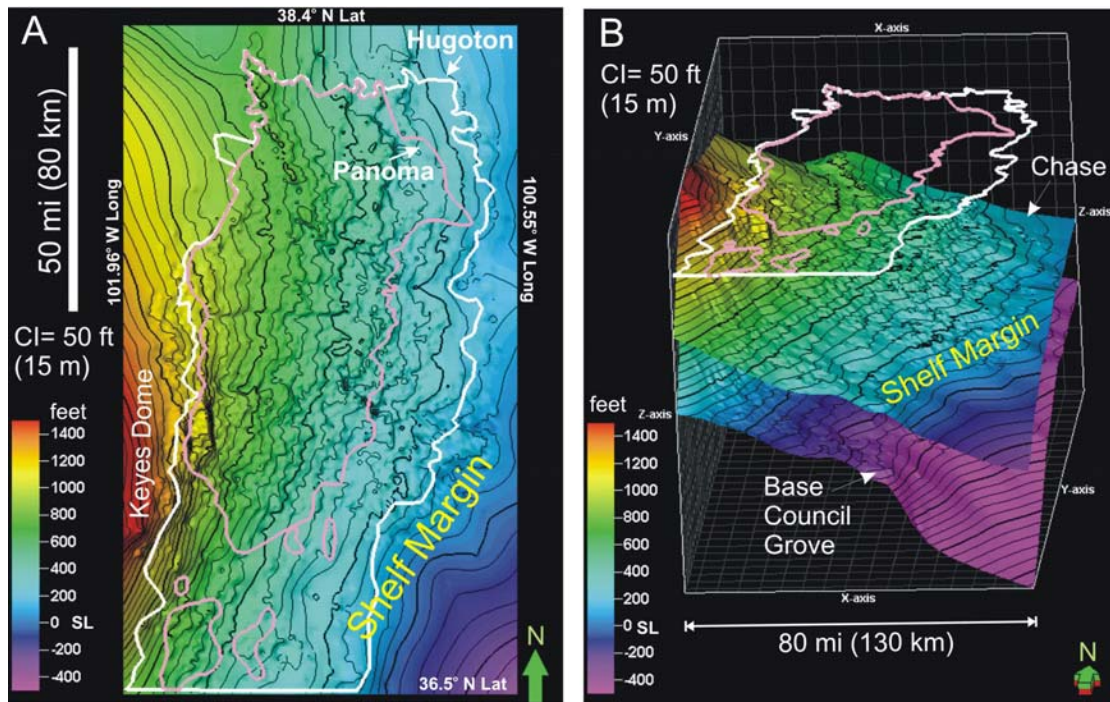 A
38.4° N Lat
Hugoton
Panoma
50 mi (80 km)
101.96° W Long
100.55° W Long
CI= 50 ft
(15 m)
Keyes Dome
feet
1400
1200
1000
800
600
400
200
0 SL
-200
-400
Shelf Margin
N
36.5° N Lat
B
X-axis
CI= 50 ft
(15 m)
Y-axis
Chase
Z-axis
Shelf Margin
feet
Z-axis
1400
1200
1000
800
600
400
200
0 SL
-200
-400
Base
Council
Grove
Y-axis
X-axis
80 mi (130 km)
N